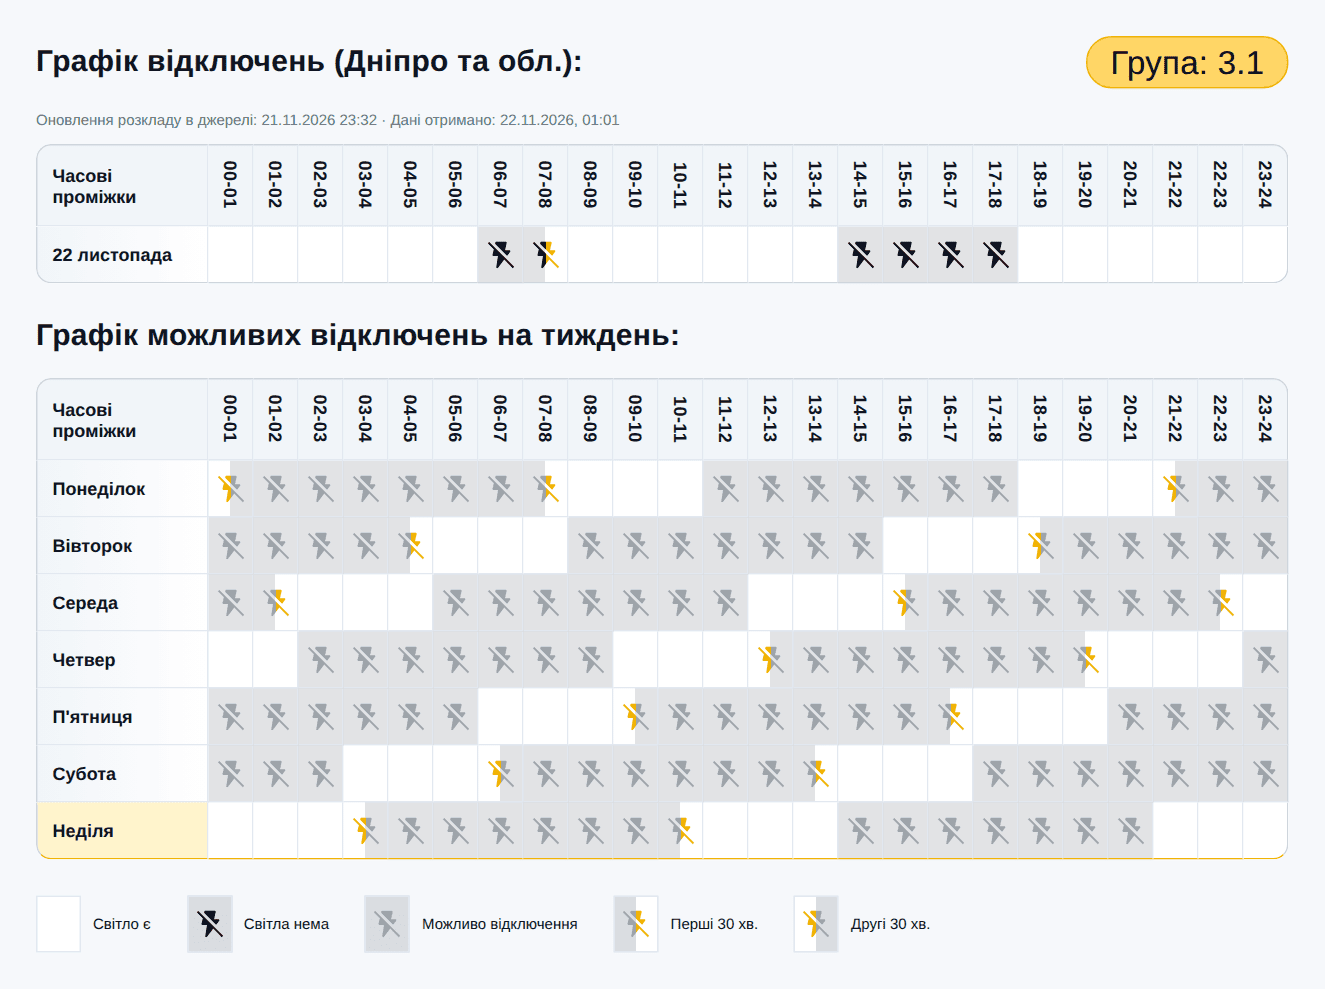 Графік відключень (Дніпро та обл.):
Група: 3.1
Оновлення розкладу в джерелі: 21.11.2026 23:32 · Дані отримано: 22.11.2026, 01:01
Часові
проміжки
00-01 01-02 02-03 03-04 04-05 05-06 06-07 07-08 08-09 09-10 10-11 11-12 12-13 13-14 14-15 15-16 16-17 17-18 18-19 19-20 20-21 21-22 22-23 23-24
22 листопада
Графік можливих відключень на тиждень:
Часові
проміжки
00-01 01-02 02-03 03-04 04-05 05-06 06-07 07-08 08-09 09-10 10-11 11-12 12-13 13-14 14-15 15-16 16-17 17-18 18-19 19-20 20-21 21-22 22-23 23-24
Понеділок
Вівторок
Середа
Четвер
П'ятниця
Субота
Неділя
Світло є
Світла нема
Можливо відключення
Перші 30 хв.
Другі 30 хв.